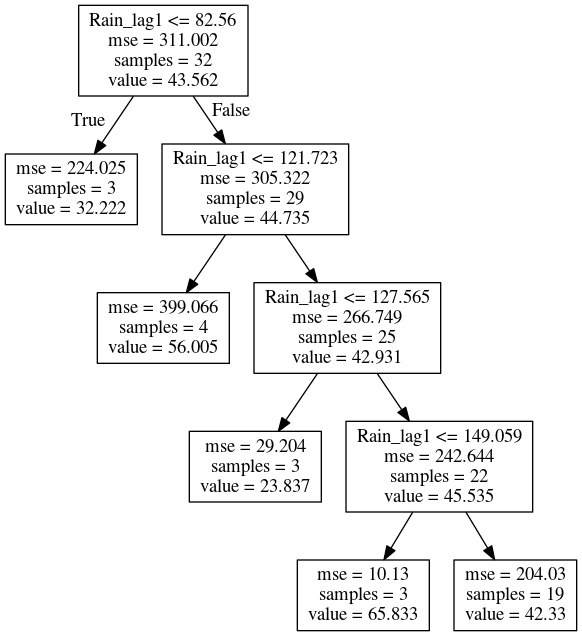 Rain_lag1 <= 82.56
mse = 311.002
samples = 32
value = 43.562
True
False
mse = 224.025
samples = 3
value = 32.222
Rain_lag1 <= 121.723
mse = 305.322
samples = 29
value = 44.735
mse = 399.066
samples = 4
value = 56.005
Rain_lag1 <= 127.565
mse = 266.749
samples = 25
value = 42.931
mse = 29.204
samples = 3
value = 23.837
Rain_lag1 <= 149.059
mse = 242.644
samples = 22
value = 45.535
mse = 10.13
samples = 3
value = 65.833
mse = 204.03
samples = 19
value = 42.33